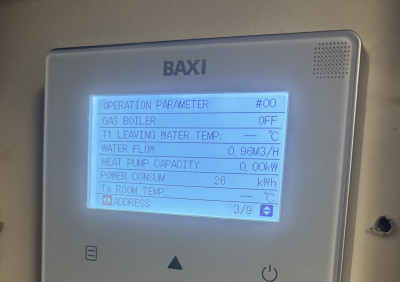 BAXI
OPERATION PARAMETER #00
GAS BOILER OFF
T1 LEAVING WATER TEMP. -- ℃
WATER FLOW 0.96M3/H
HEAT PUMP CAPACITY 0.00kW
POWER CONSUM 26 kWh
Ta ROOM TEMP -- ℃
ADDRESS 3/9